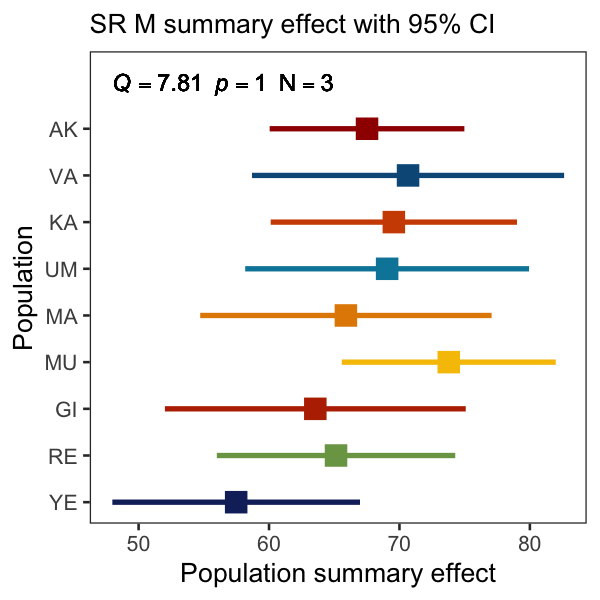 SR M summary effect with 95% CI
Q = 7.81 p = 1 N = 3
AK
VA
KA
UM
MA
MU
GI
RE
YE
Population
50 60 70 80
Population summary effect